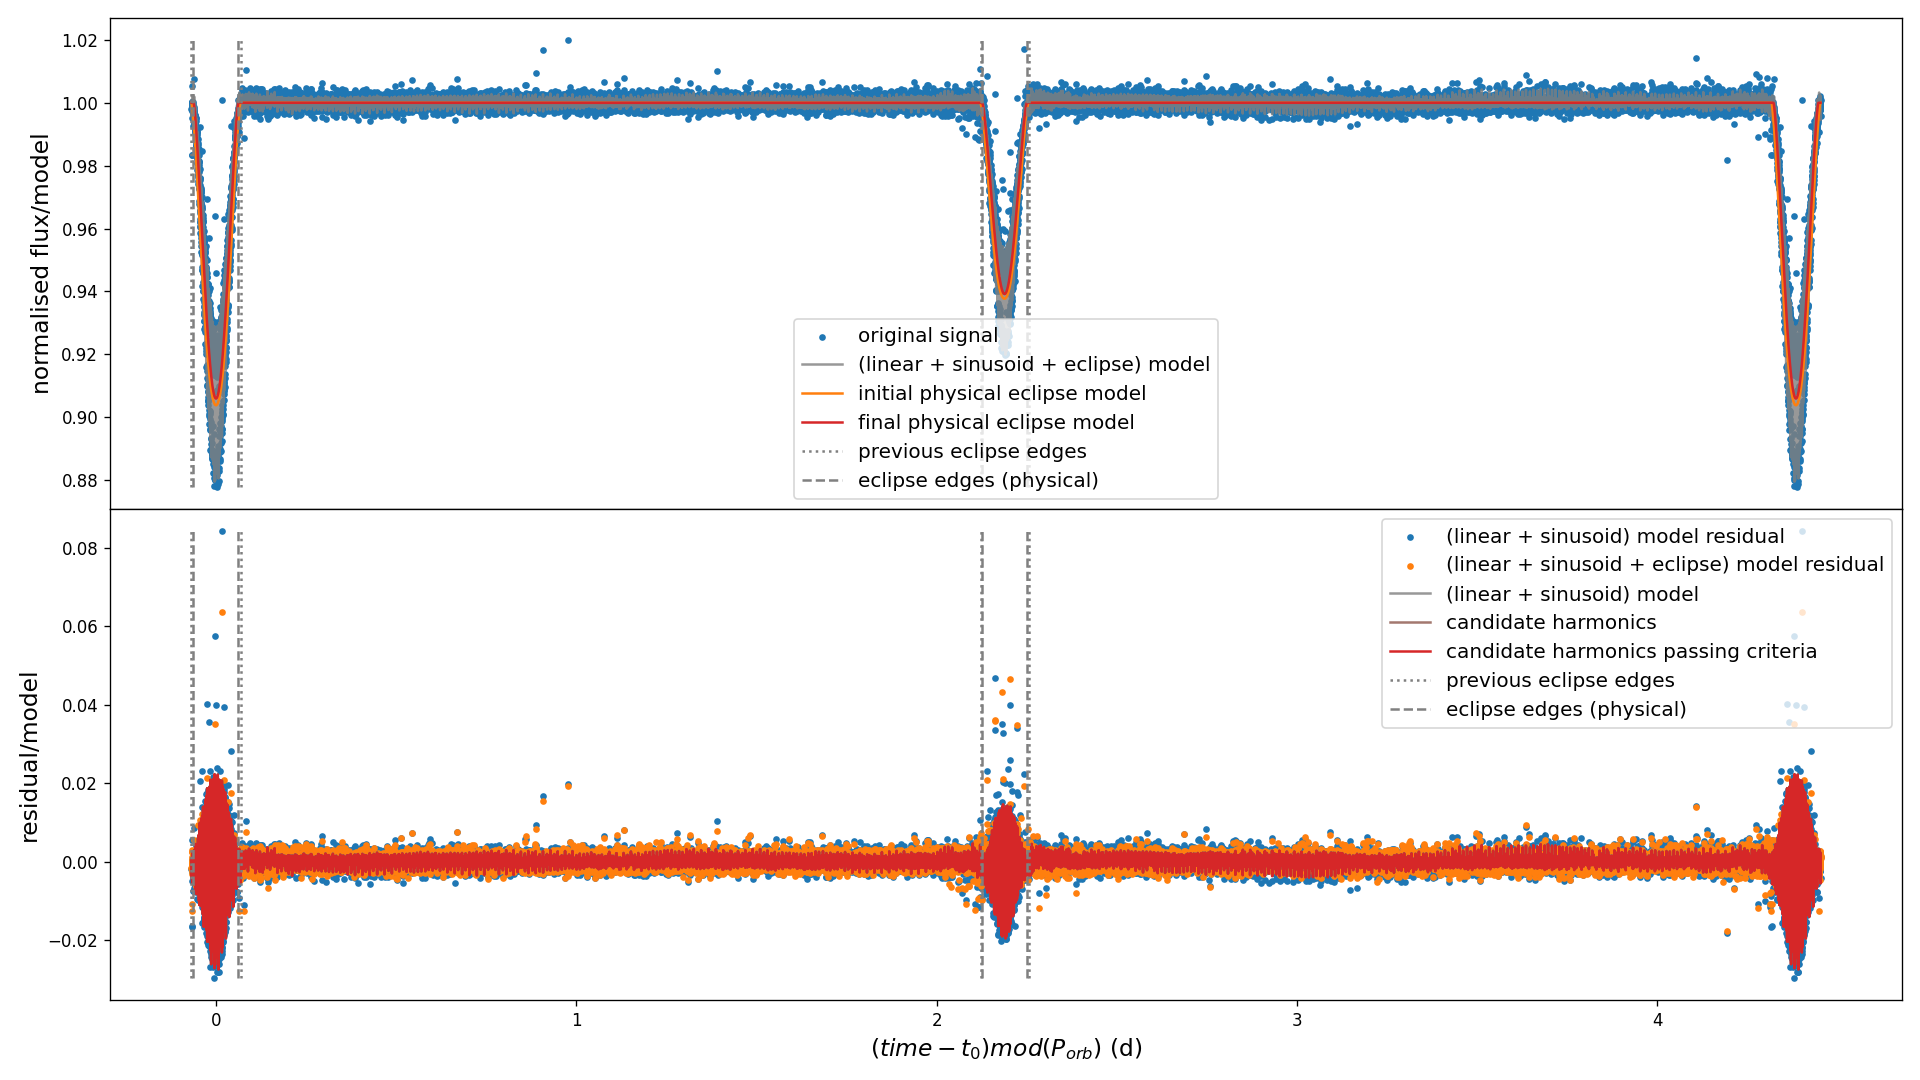 1.02
1.00
0.98
0.96
0.94
0.92
0.90
0.88
normalised flux/model
original signal
(linear + sinusoid + eclipse) model
initial physical eclipse model
final physical eclipse model
previous eclipse edges
eclipse edges (physical)
0.08
0.06
0.04
0.02
0.00
−0.02
residual/model
(linear + sinusoid) model residual
(linear + sinusoid + eclipse) model residual
(linear + sinusoid) model
candidate harmonics
candidate harmonics passing criteria
previous eclipse edges
eclipse edges (physical)
0 1 2 3 4
(time − t₀)mod(Pₒᵣb) (d)